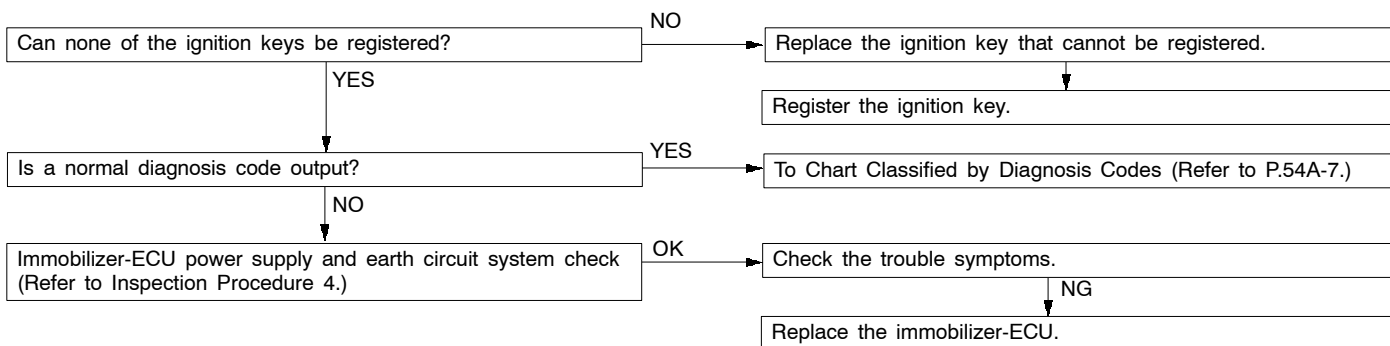 Can none of the ignition keys be registered?
NO
Replace the ignition key that cannot be registered.
YES
Register the ignition key.
Is a normal diagnosis code output?
YES
To Chart Classified by Diagnosis Codes (Refer to P.54A-7.)
NO
Immobilizer-ECU power supply and earth circuit system check
(Refer to Inspection Procedure 4.)
OK
Check the trouble symptoms.
NG
Replace the immobilizer-ECU.